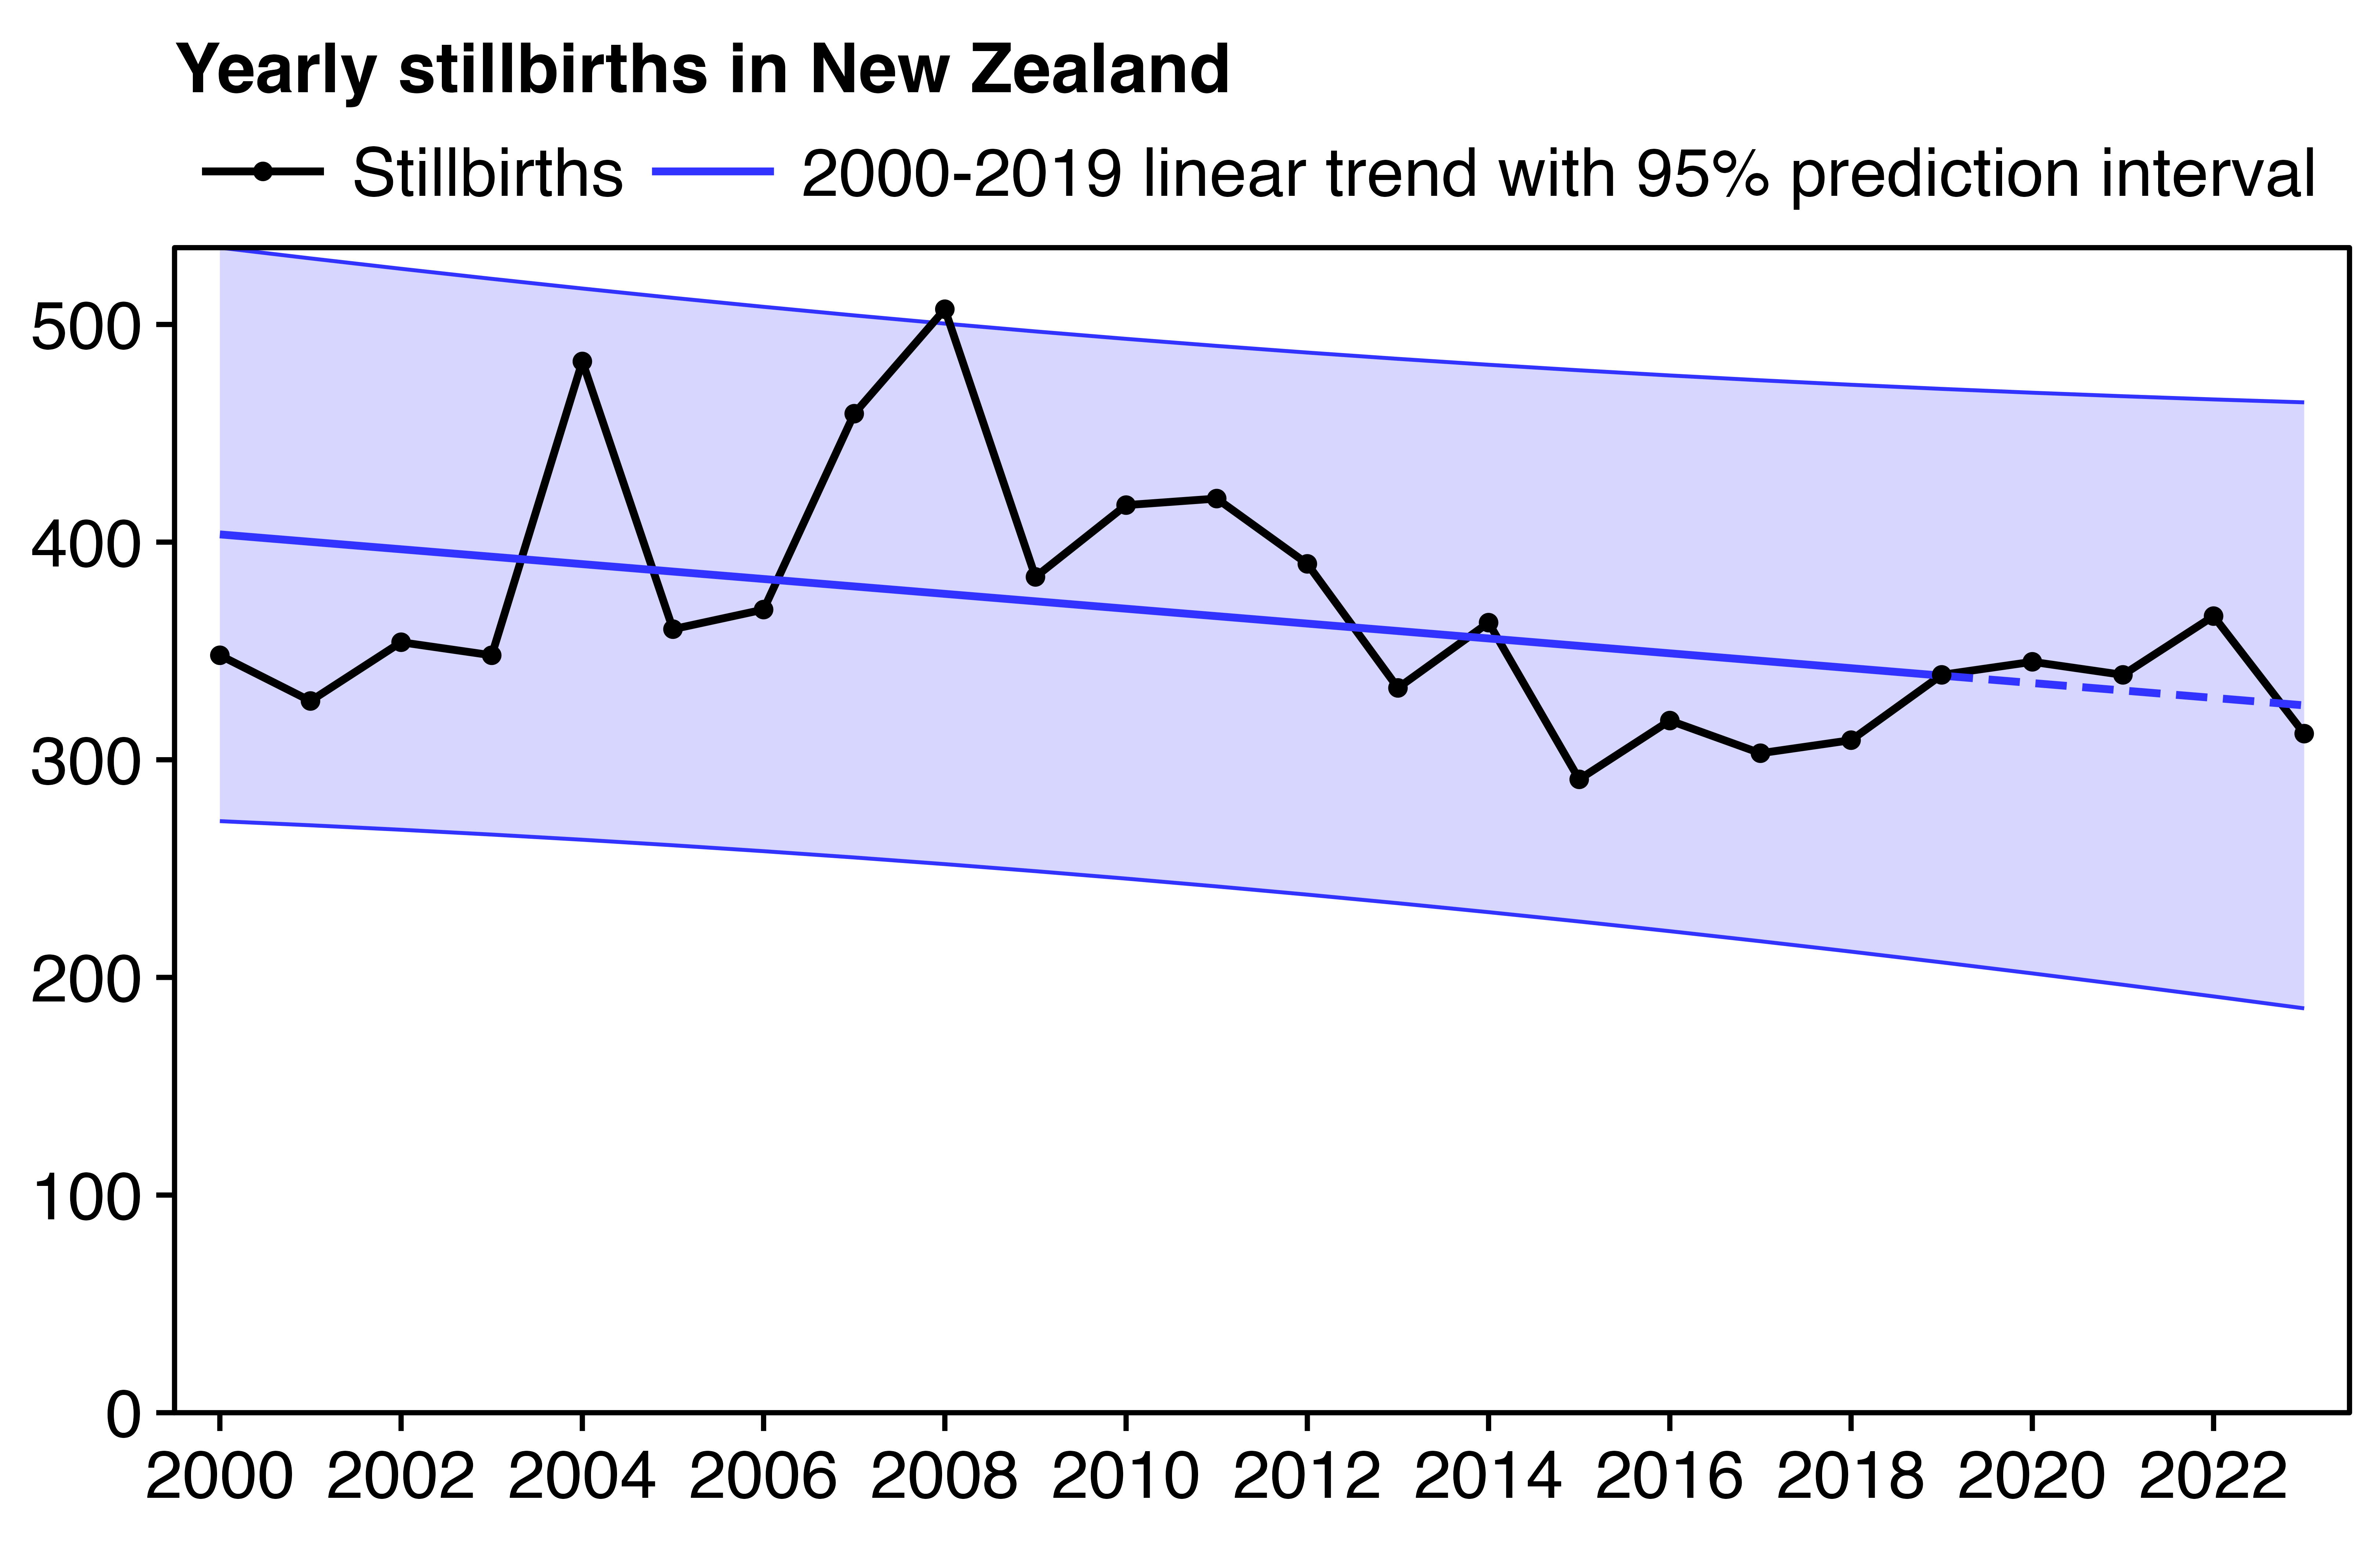 Yearly stillbirths in New Zealand
Stillbirths 2000-2019 linear trend with 95% prediction interval
500
400
300
200
100
0
2000 2002 2004 2006 2008 2010 2012 2014 2016 2018 2020 2022